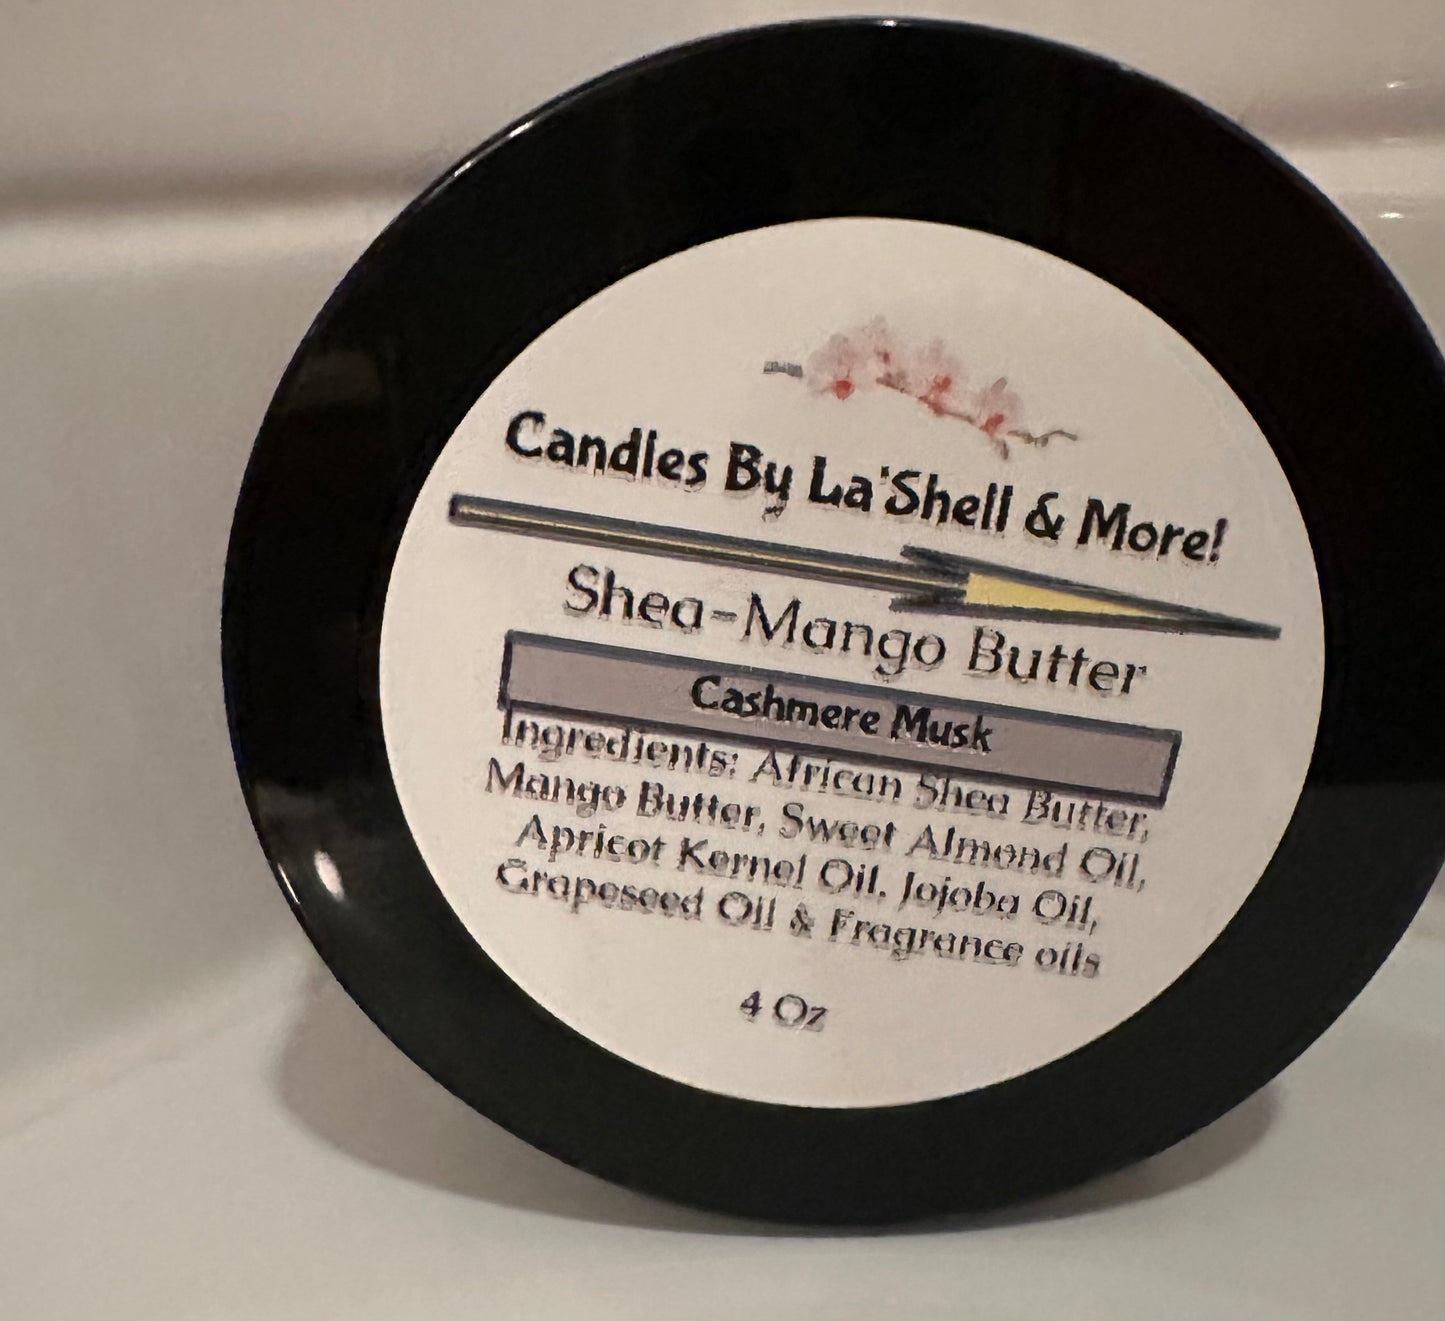 Candles By La'Shell & More!
Shea-Mango Butter
Cashmere Musk
Ingredients: African Shea Butter,
Mango Butter, Sweet Almond Oil,
Apricot Kernel Oil, Jojoba Oil,
Grapeseed Oil & Fragrance oils
4 Oz